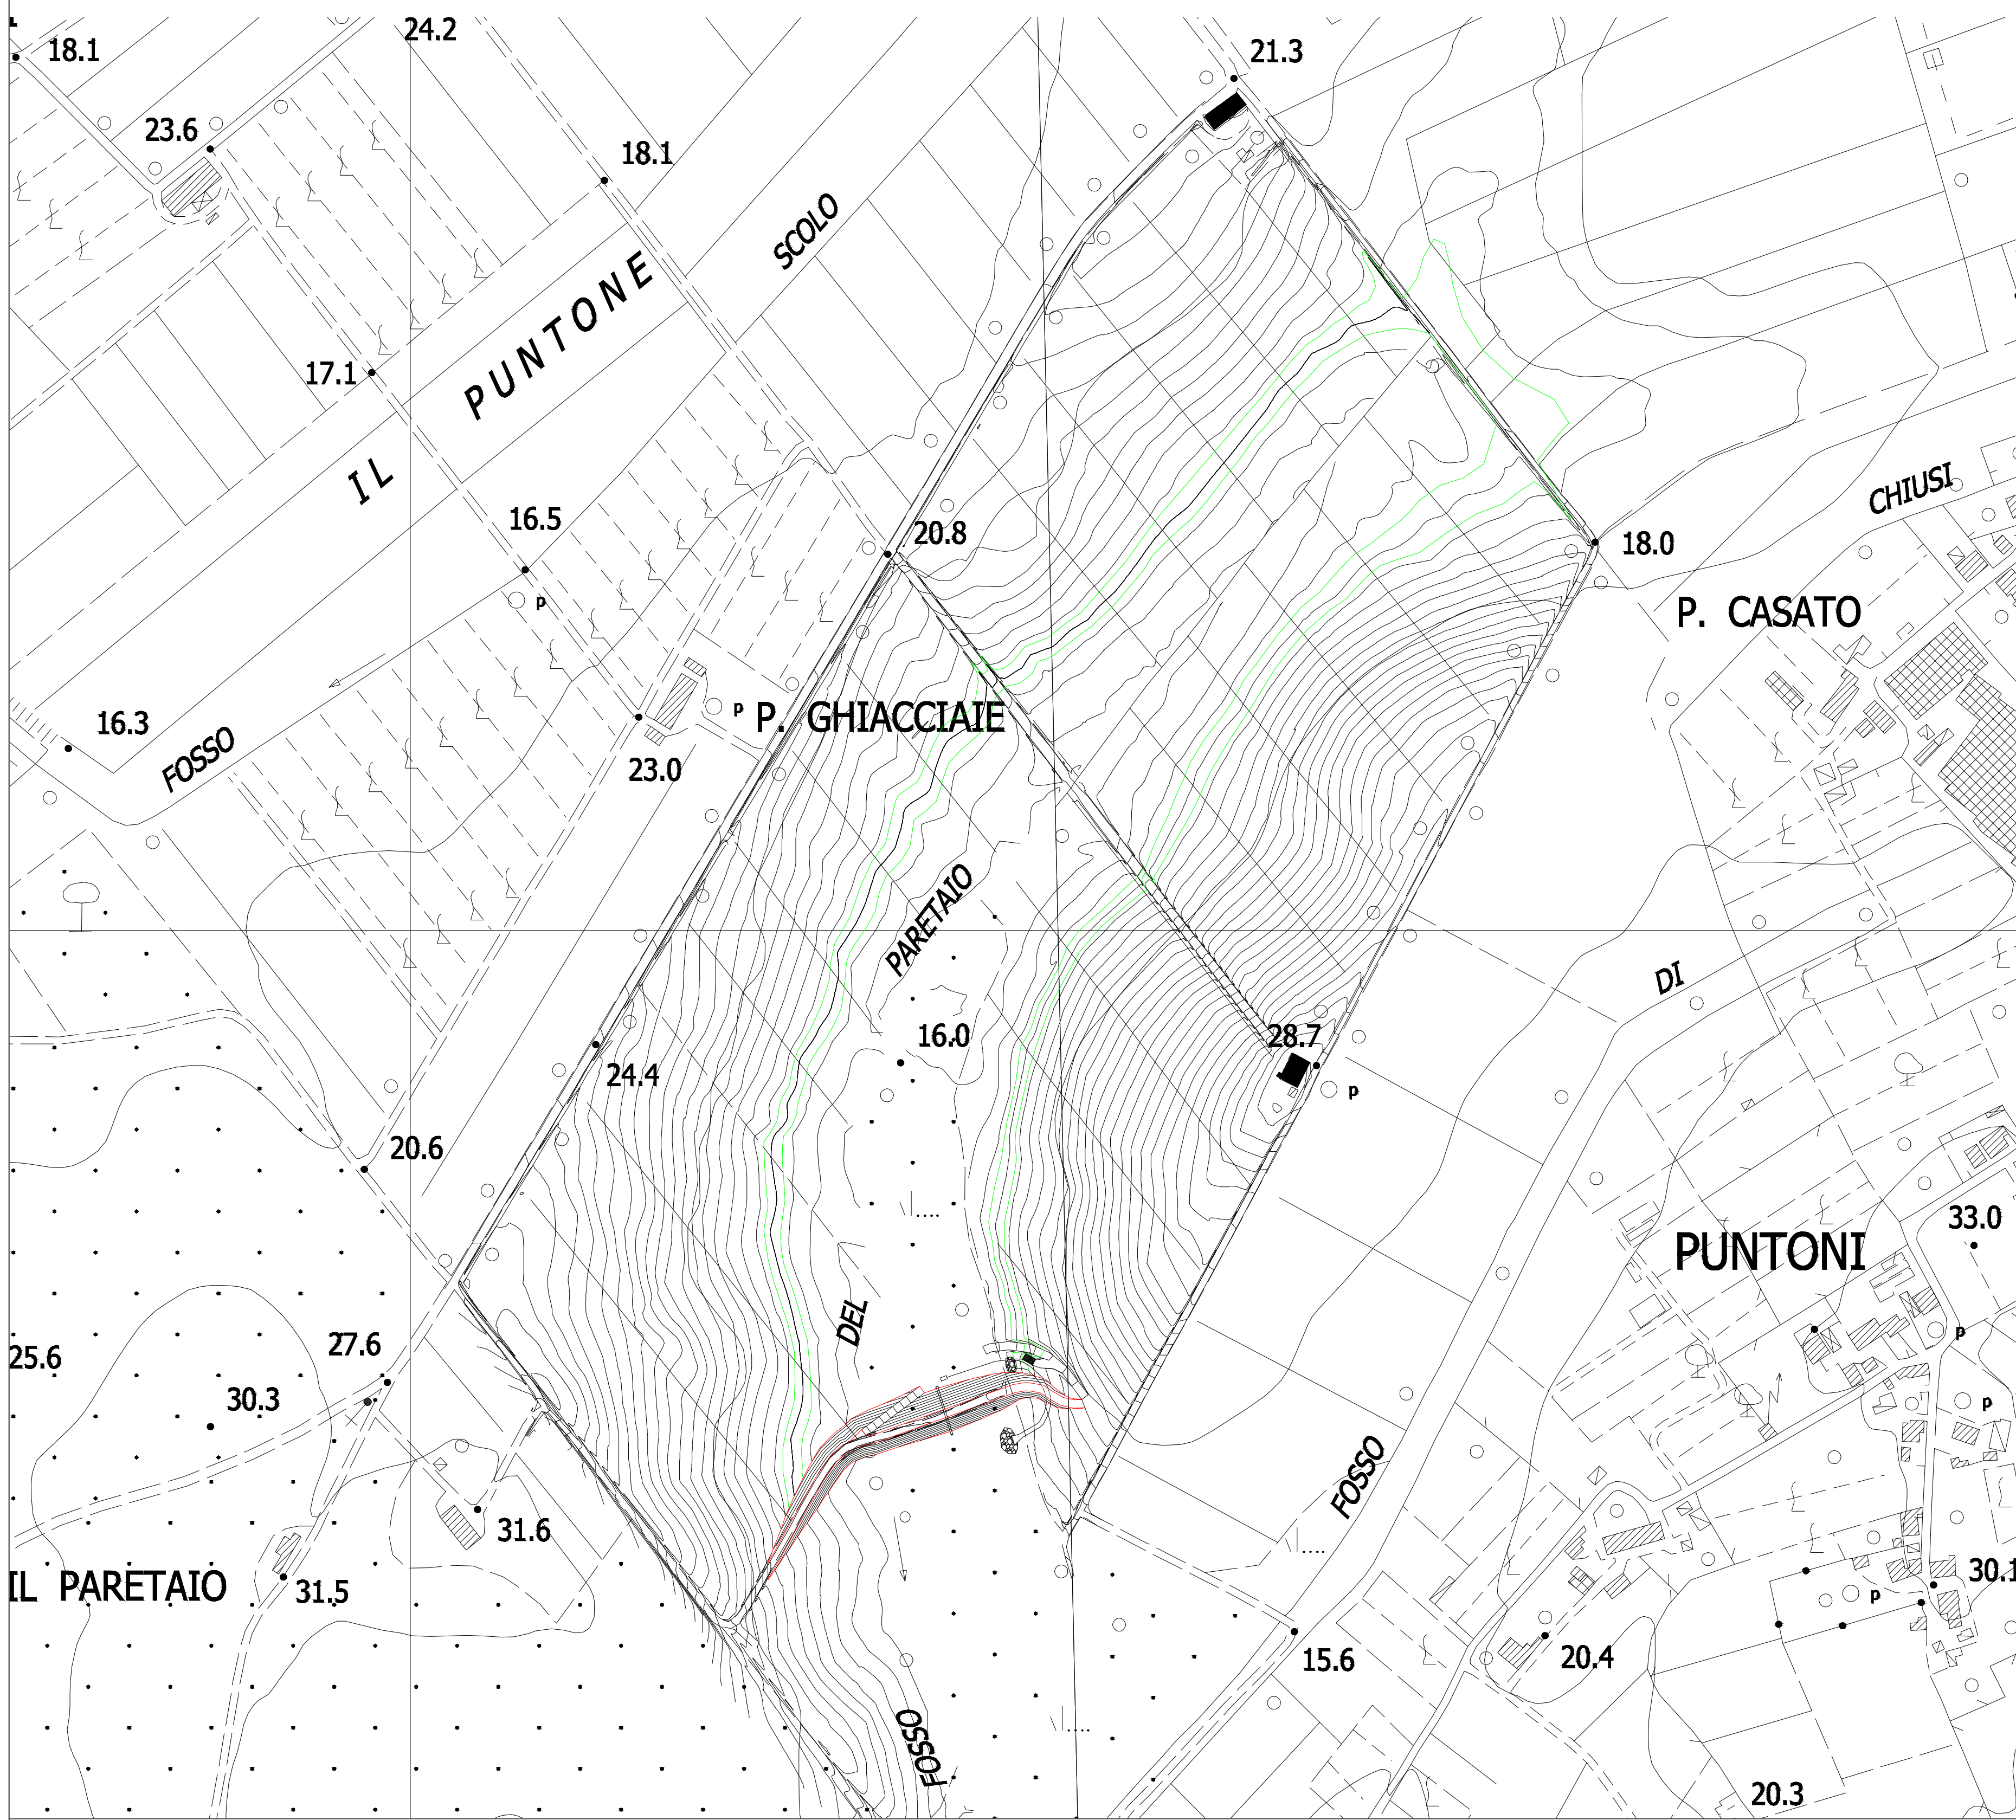 24.2
18.1
21.3
23.6
18.1
SCOLO
IL PUNTONE
17.1
CHIUSI
16.5
20.8
18.0
p
P. CASATO
p
P. GHIACCIAIE
16.3
FOSSO
23.0
PARETAIO
DI
16.0
28.7
24.4
p
20.6
33.0
PUNTONI
DEL
27.6
25.6
p
30.3
p
FOSSO
31.6
30.1
IL PARETAIO
31.5
p
15.6
20.4
FOSSO
20.3